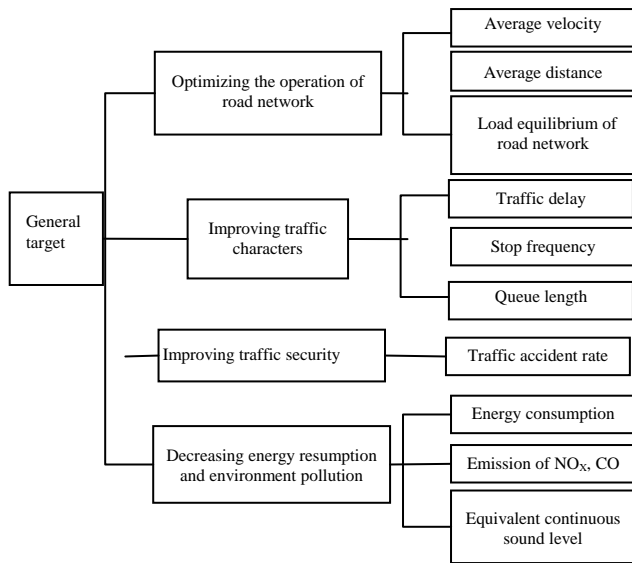 General
target
Optimizing the operation of
road network
Average velocity
Average distance
Load equilibrium of
road network
Improving traffic
characters
Traffic delay
Stop frequency
Queue length
Improving traffic security
Traffic accident rate
Decreasing energy resumption
and environment pollution
Energy consumption
Emission of NOX, CO
Equivalent continuous
sound level